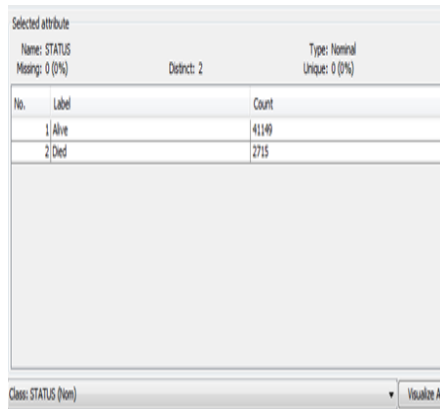 Selected attribute
Name: STATUS Type: Nominal
Missing: 0 (0%) Distinct: 2 Unique: 0 (0%)
No. Label Count
1 Alive 41149
2 Died 2715
Class: STATUS (Nom) Visualize A